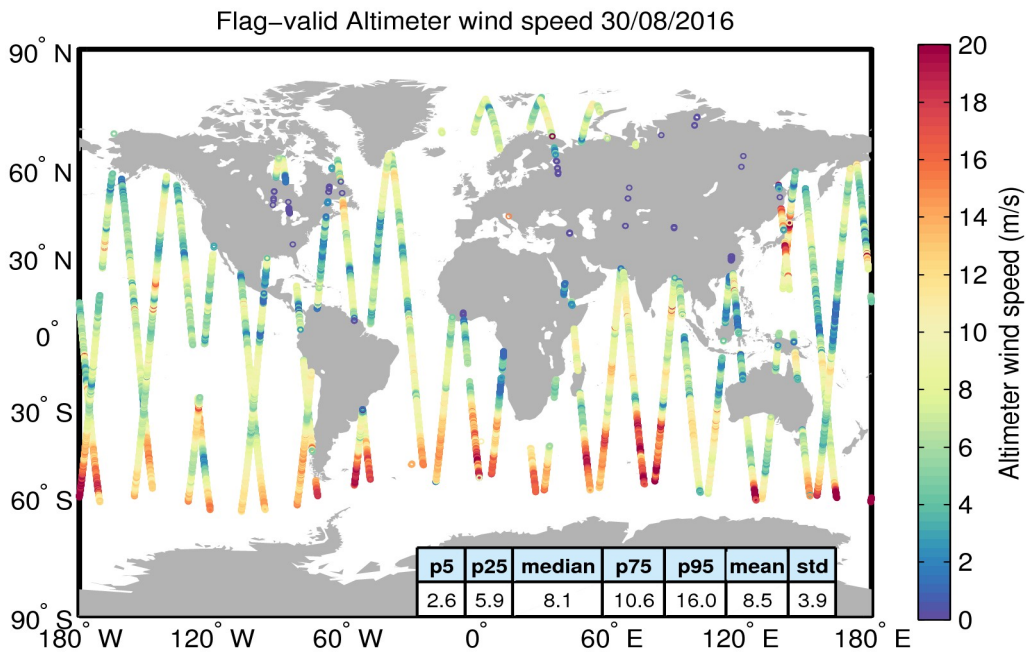 Flag−valid Altimeter wind speed 30/08/2016
90° N
60° N
30° N
0°
30° S
60° S
90° S
180° W
120° W
60° W
0°
60° E
120° E
180° E
p5 p25 median p75 p95 mean std
2.6 5.9 8.1 10.6 16.0 8.5 3.9
20
18
16
14
12
10
8
6
4
2
0
Altimeter wind speed (m/s)